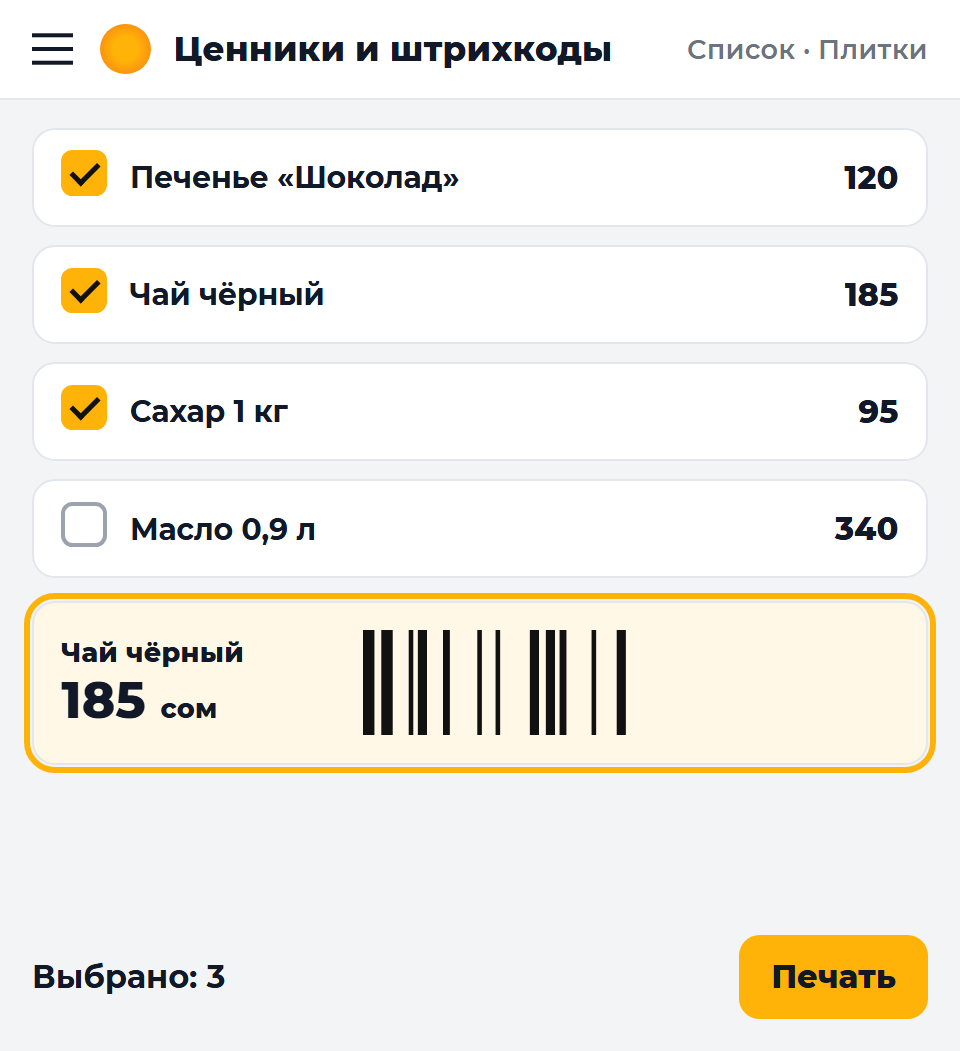 Ценники и штрихкоды
Список · Плитки
Печенье «Шоколад» 120
Чай чёрный 185
Сахар 1 кг 95
Масло 0,9 л 340
Чай чёрный
185 сом
Выбрано: 3
Печать